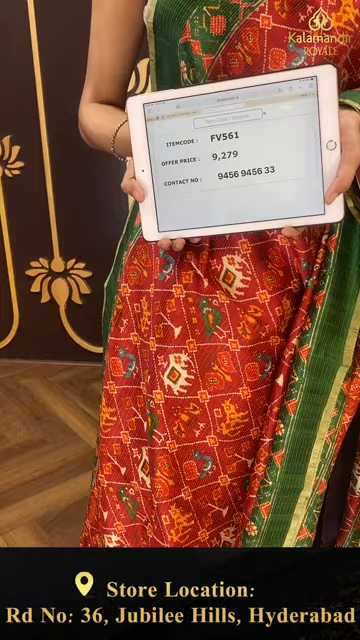 Kalamandir
ROYALE
ITEMCODE : FV561
OFFER PRICE : 9,279
CONTACT NO : 9456 9456 33
Store Location:
Rd No: 36, Jubilee Hills, Hyderabad